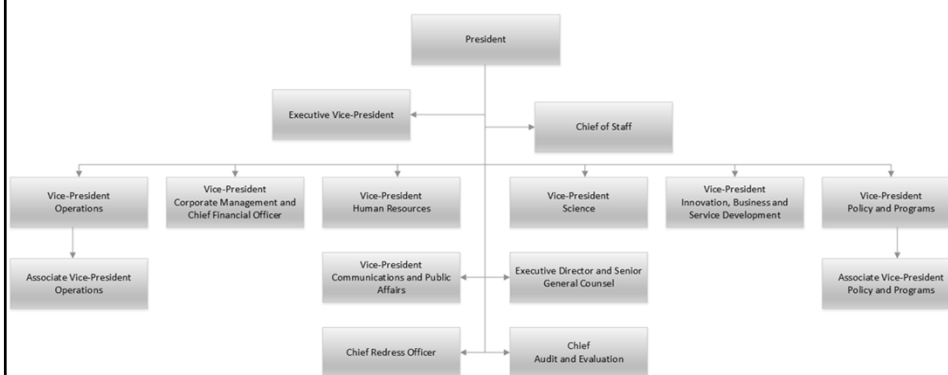 President
Executive Vice-President
Chief of Staff
Vice-President
Operations
Vice-President
Corporate Management and
Chief Financial Officer
Vice-President
Human Resources
Vice-President
Science
Vice-President
Innovation, Business and
Service Development
Vice-President
Policy and Programs
Associate Vice-President
Operations
Vice-President
Communications and Public
Affairs
Executive Director and Senior
General Counsel
Associate Vice-President
Policy and Programs
Chief Redress Officer
Chief
Audit and Evaluation